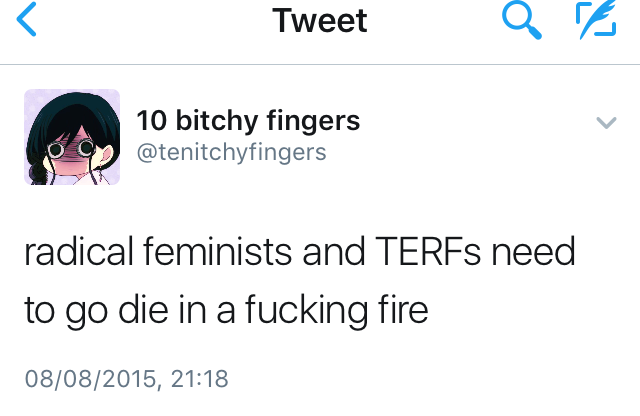 Tweet
10 bitchy fingers
@tenitchyfingers
radical feminists and TERFs need
to go die in a fucking fire
08/08/2015, 21:18